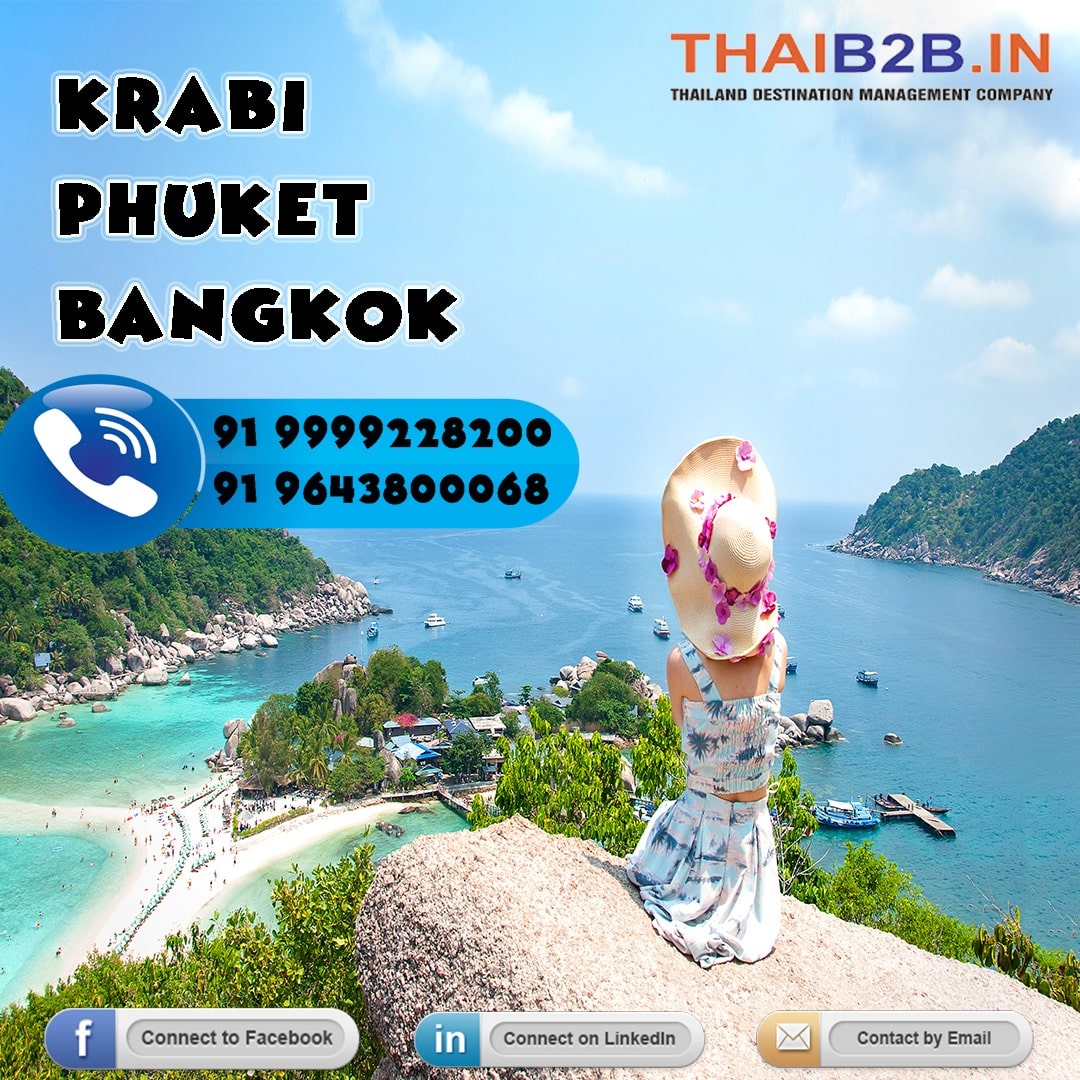 THAIB2B.IN
THAILAND DESTINATION MANAGEMENT COMPANY
KRABI
PHUKET
BANGKOK
91 9999228200
91 9643800068
f Connect to Facebook
in Connect on LinkedIn
Contact by Email